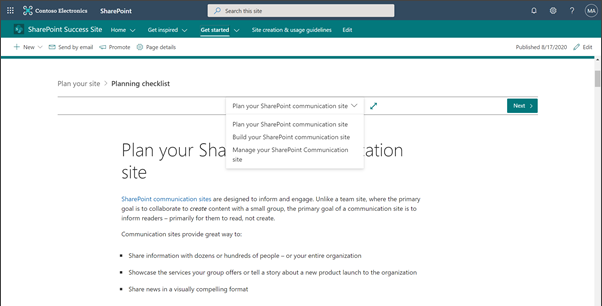 Contoso Electronics SharePoint Search this site MA
SharePoint Success Site Home Get inspired Get started Site creation & usage guidelines Edit
+ New Send by email Promote Page details Published 8/17/2020 Edit
Plan your site > Planning checklist
Plan your SharePoint communication site Next >
Plan your SharePoint communication site
Build your SharePoint communication site
Manage your SharePoint Communication
site
Plan your Sha cation
site
SharePoint communication sites are designed to inform and engage. Unlike a team site, where the primary
goal is to collaborate to create content with a small group, the primary goal of a communication site is to
inform readers – primarily for them to read, not create.
Communication sites provide great way to:
• Share information with dozens or hundreds of people – or your entire organization
• Showcase the services your group offers or tell a story about a new product launch to the organization
• Share news in a visually compelling format